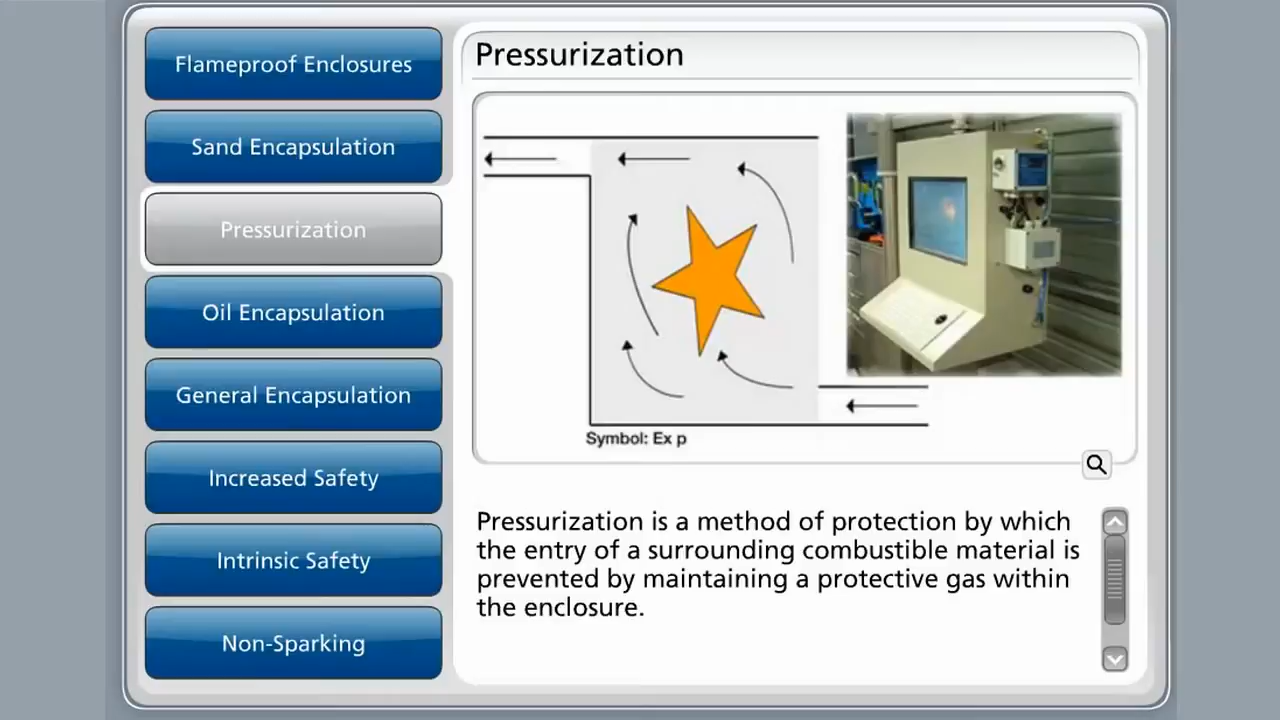 Flameproof Enclosures
Sand Encapsulation
Pressurization
Oil Encapsulation
General Encapsulation
Increased Safety
Intrinsic Safety
Non-Sparking
Pressurization
Symbol: Ex p
Pressurization is a method of protection by which
the entry of a surrounding combustible material is
prevented by maintaining a protective gas within
the enclosure.